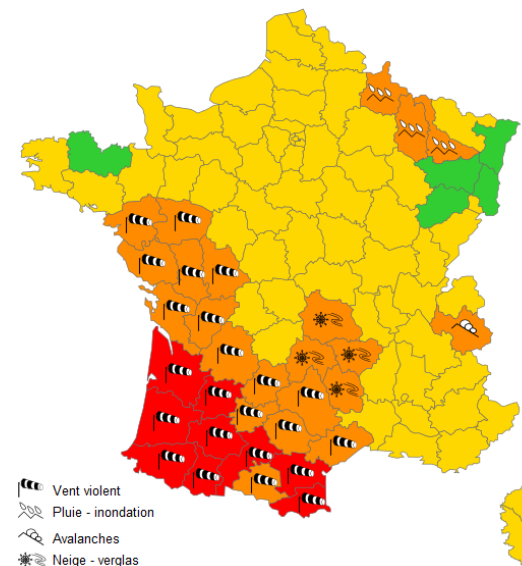 Vent violent
Pluie - inondation
Avalanches
Neige - verglas